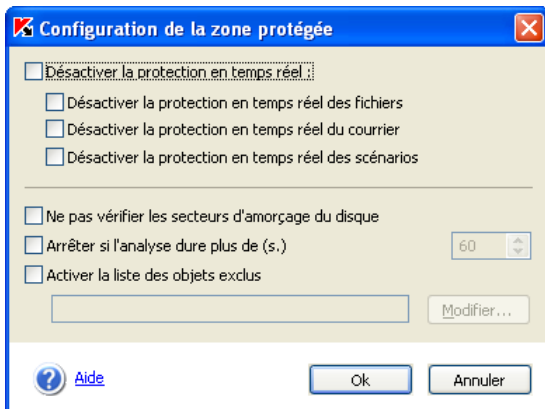 Configuration de la zone protégée
Désactiver la protection en temps réel :
Désactiver la protection en temps réel des fichiers
Désactiver la protection en temps réel du courrier
Désactiver la protection en temps réel des scénarios
Ne pas vérifier les secteurs d'amorçage du disque
Arrêter si l'analyse dure plus de (s.) 60
Activer la liste des objets exclus
Modifier...
Aide Ok Annuler